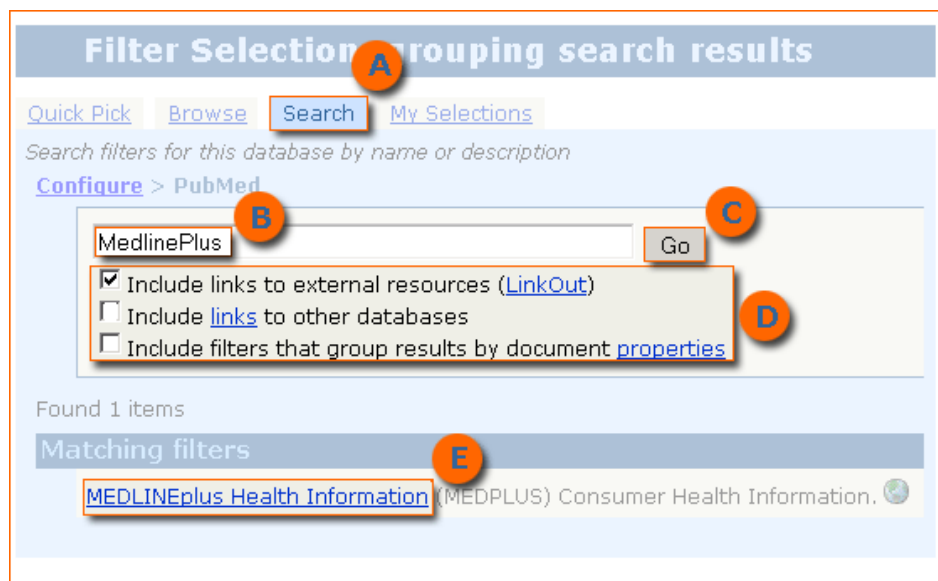 Filter Selection grouping search results
A
Quick Pick Browse Search My Selections
Search filters for this database by name or description
Configure > PubMed
B
C
MedlinePlus Go
Include links to external resources (LinkOut)
Include links to other databases
D
Include filters that group results by document properties
Found 1 items
Matching filters
E
MEDLINEplus Health Information (MEDPLUS) Consumer Health Information.